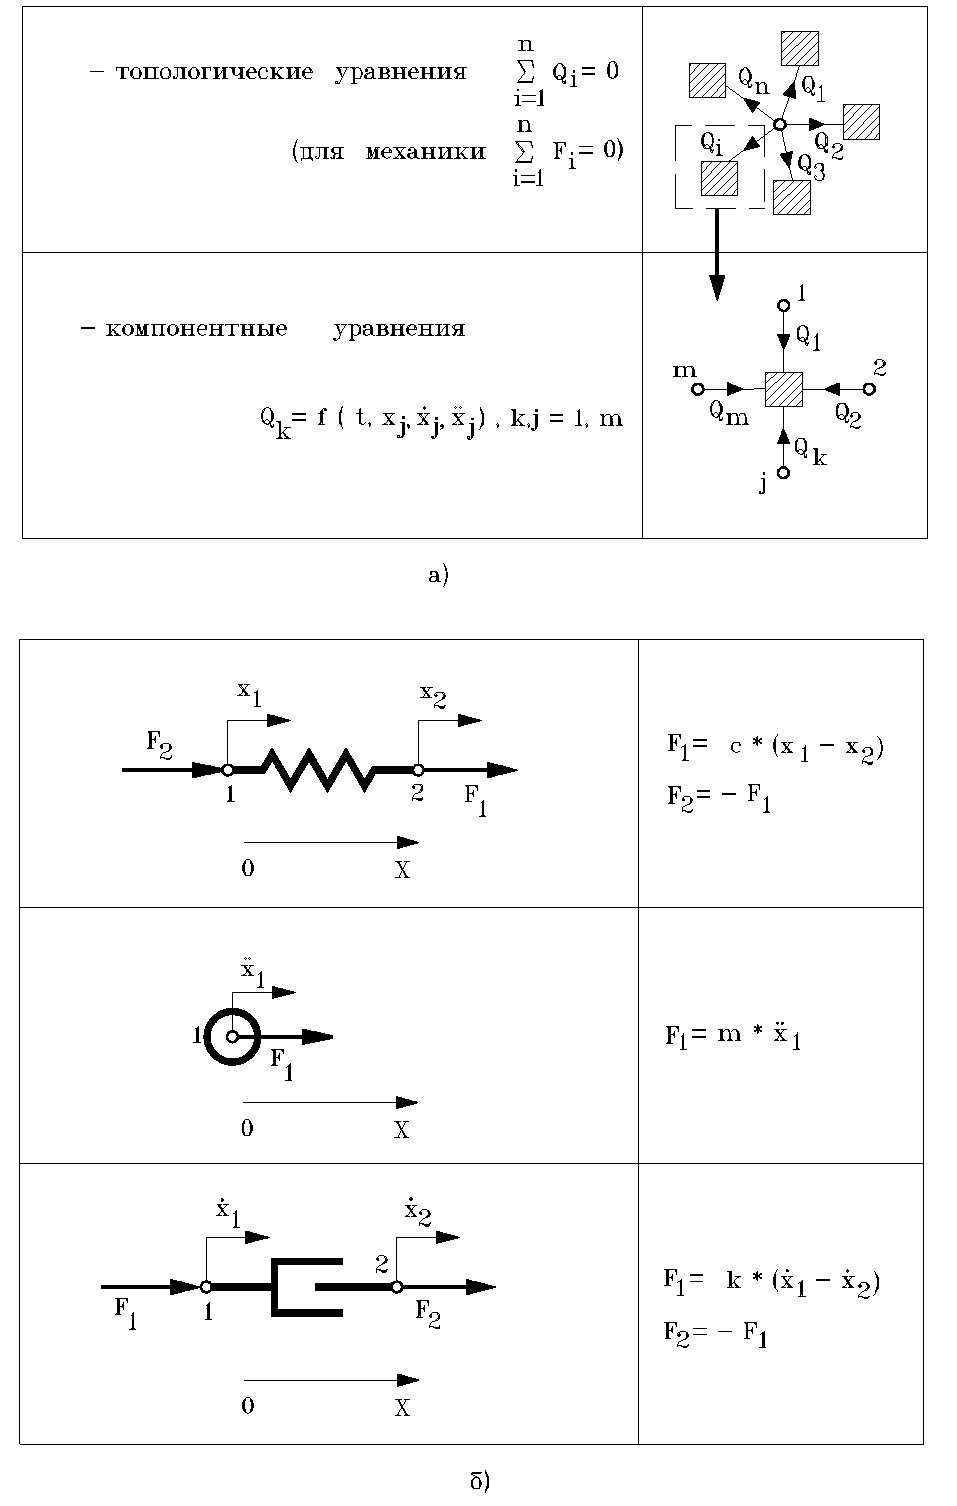 – топологические уравнения n∑i=1 Qi = 0
(для механики n∑i=1 Fi = 0)
Qn
Q1
Qi
Q2
Q3
– компонентные уравнения
Qk = f ( t, xj, ẋj, ẍj) , k,j = 1, m
1
Q1
m
2
Qm
Q2
Qk
j
а)
x1
x2
F2
1
2
F1
0
X
F1 = c * (x1 – x2)
F2 = – F1
ẍ1
1
F1
0
X
F1 = m * ẍ1
ẋ1
ẋ2
2
F1
1
F2
0
X
F1 = k * (ẋ1 – ẋ2)
F2 = – F1
б)